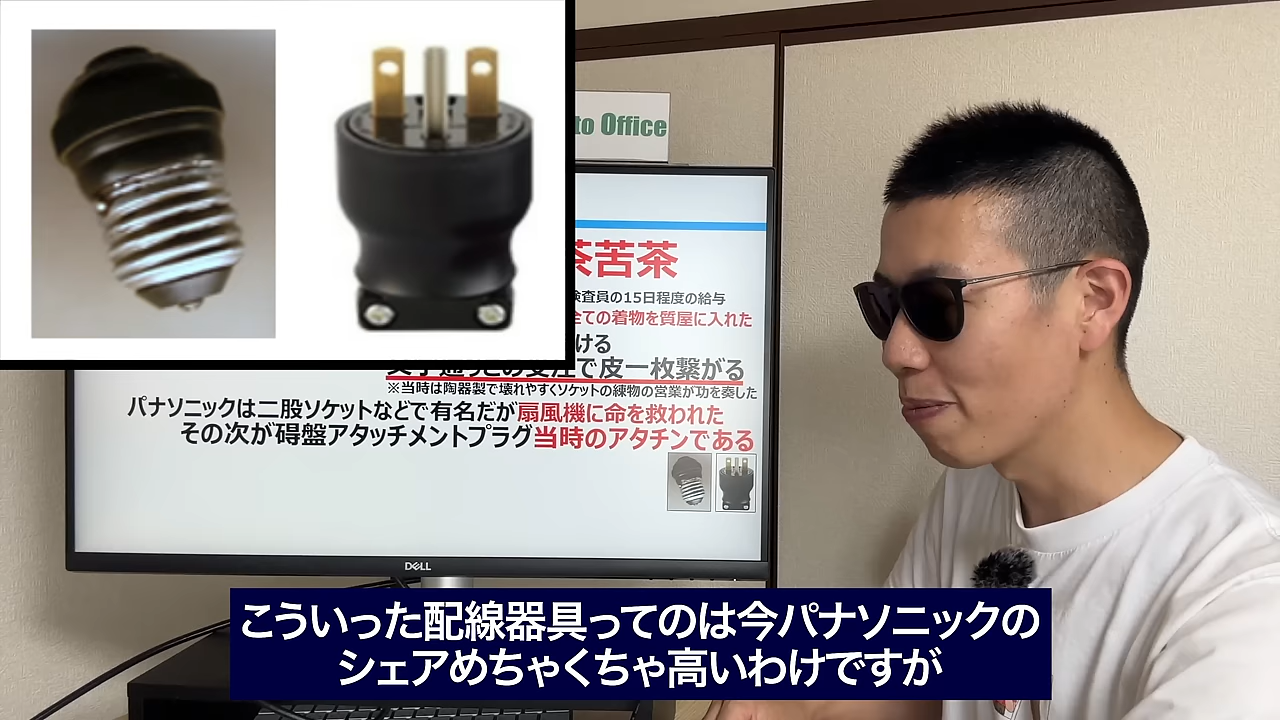 to Office
茶苦茶
検査員の15日程度の給与
全ての着物を質屋に入れた
ける
で皮一枚繋がる
※当時は陶器製で壊れやすくソケットの練物の営業が功を奏した
パナソニックは二股ソケットなどで有名だが扇風機に命を救われた
その次が碍盤アタッチメントプラグ当時のアタチンである
DELL
こういった配線器具ってのは今パナソニックの
シェアめちゃくちゃ高いわけですが